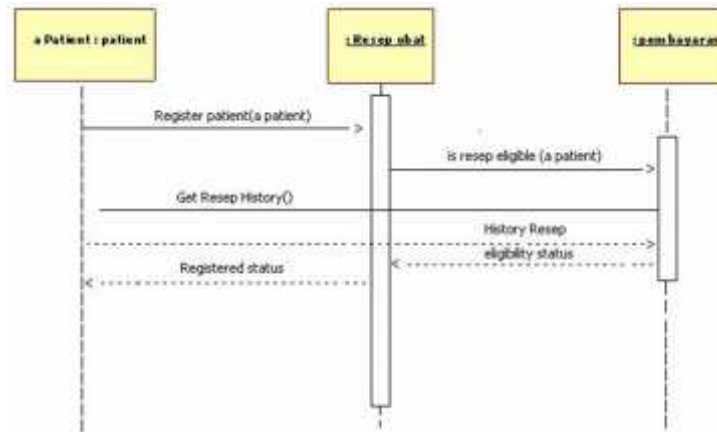 a Patient : patient
: Resep obat
: pembayaran
Register patient(a patient)
is resep eligible (a patient)
Get Resep History()
History Resep
eligibility status
Registered status